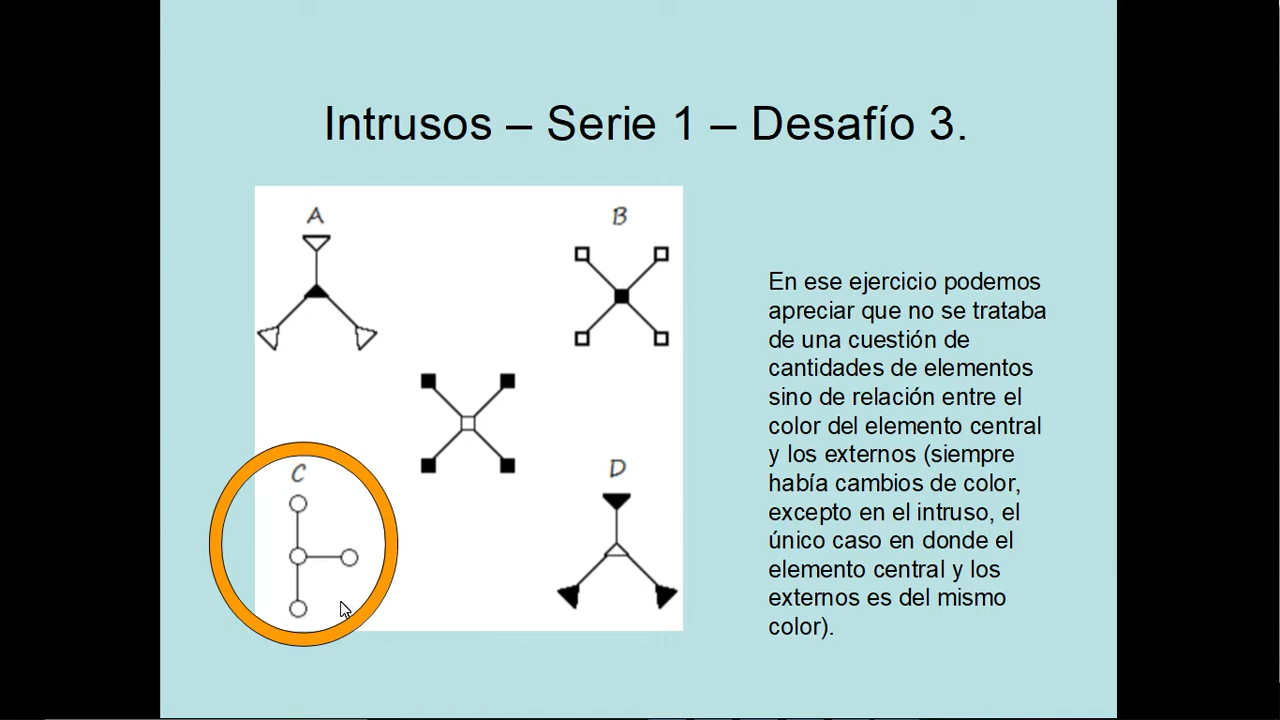 Intrusos – Serie 1 – Desafío 3.
A
B
C
D
En ese ejercicio podemos
apreciar que no se trataba
de una cuestión de
cantidades de elementos
sino de relación entre el
color del elemento central
y los externos (siempre
había cambios de color,
excepto en el intruso, el
único caso en donde el
elemento central y los
externos es del mismo
color).